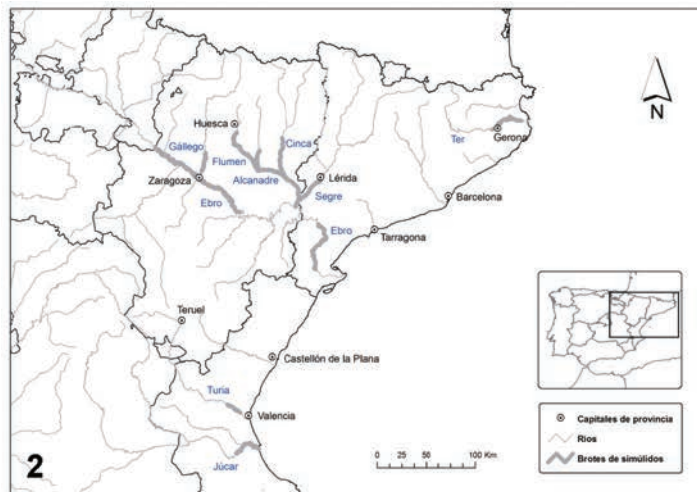 N
Huesca
Cinca
Gállego
Flumen
Ter
Gerona
Zaragoza
Alcanadre
Lérida
Segre
Barcelona
Ebro
Ebro
Tarragona
Teruel
Castellón de la Plana
Turia
Valencia
Júcar
2
0 25 50 100 Km
Capitales de provincia
Ríos
Brotes de simúlidos